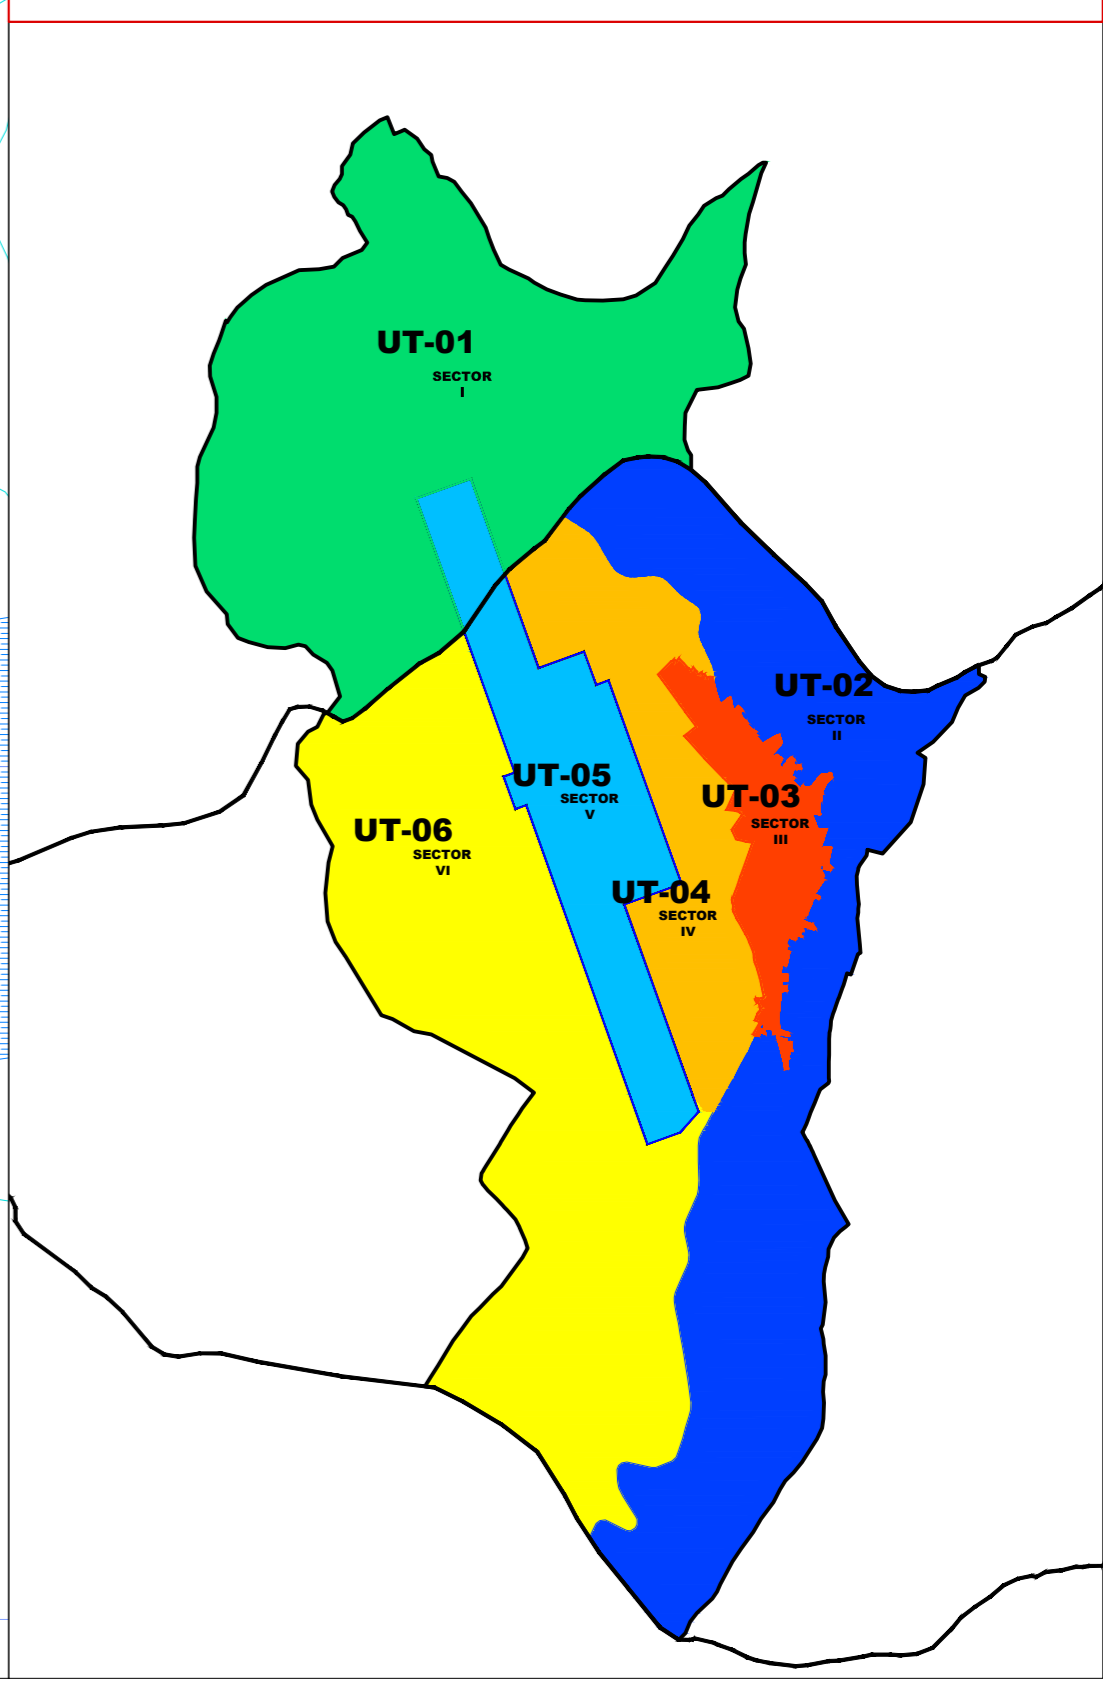 UT-01
SECTOR
I
UT-02
SECTOR
II
UT-03
SECTOR
III
UT-05
SECTOR
V
UT-06
SECTOR
VI
UT-04
SECTOR
IV